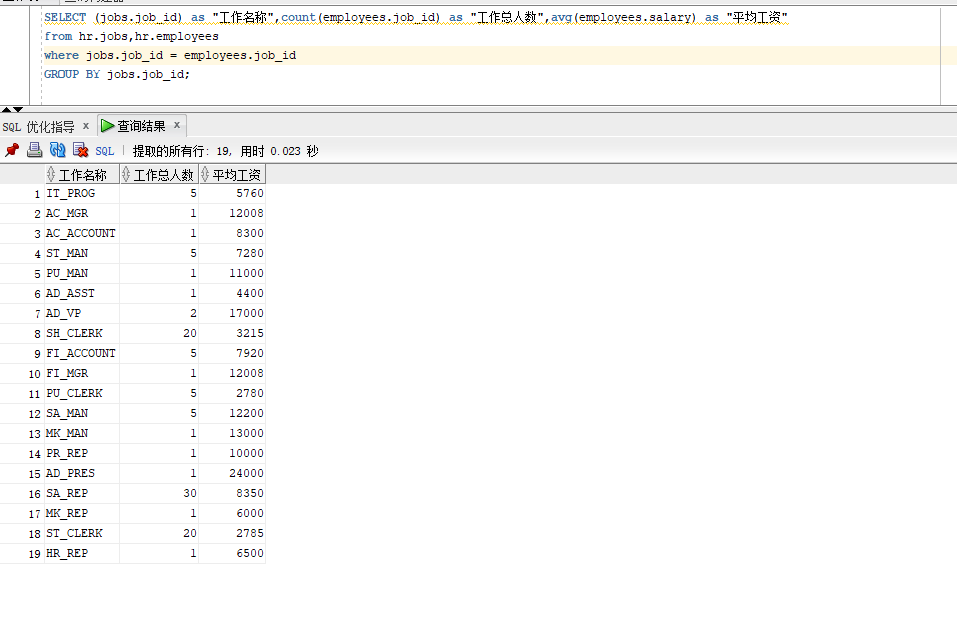 SELECT (jobs.job_id) as "工作名称",count(employees.job_id) as "工作总人数",avg(employees.salary) as "平均工资"
from hr.jobs,hr.employees
where jobs.job_id = employees.job_id
GROUP BY jobs.job_id;
SQL 优化指导 x 查询结果 x
SQL 提取的所有行: 19, 用时 0.023 秒
工作名称 工作总人数 平均工资
1 IT_PROG 5 5760
2 AC_MGR 1 12008
3 AC_ACCOUNT 1 8300
4 ST_MAN 5 7280
5 PU_MAN 1 11000
6 AD_ASST 1 4400
7 AD_VP 2 17000
8 SH_CLERK 20 3215
9 FI_ACCOUNT 5 7920
10 FI_MGR 1 12008
11 PU_CLERK 5 2780
12 SA_MAN 5 12200
13 MK_MAN 1 13000
14 PR_REP 1 10000
15 AD_PRES 1 24000
16 SA_REP 30 8350
17 MK_REP 1 6000
18 ST_CLERK 20 2785
19 HR_REP 1 6500